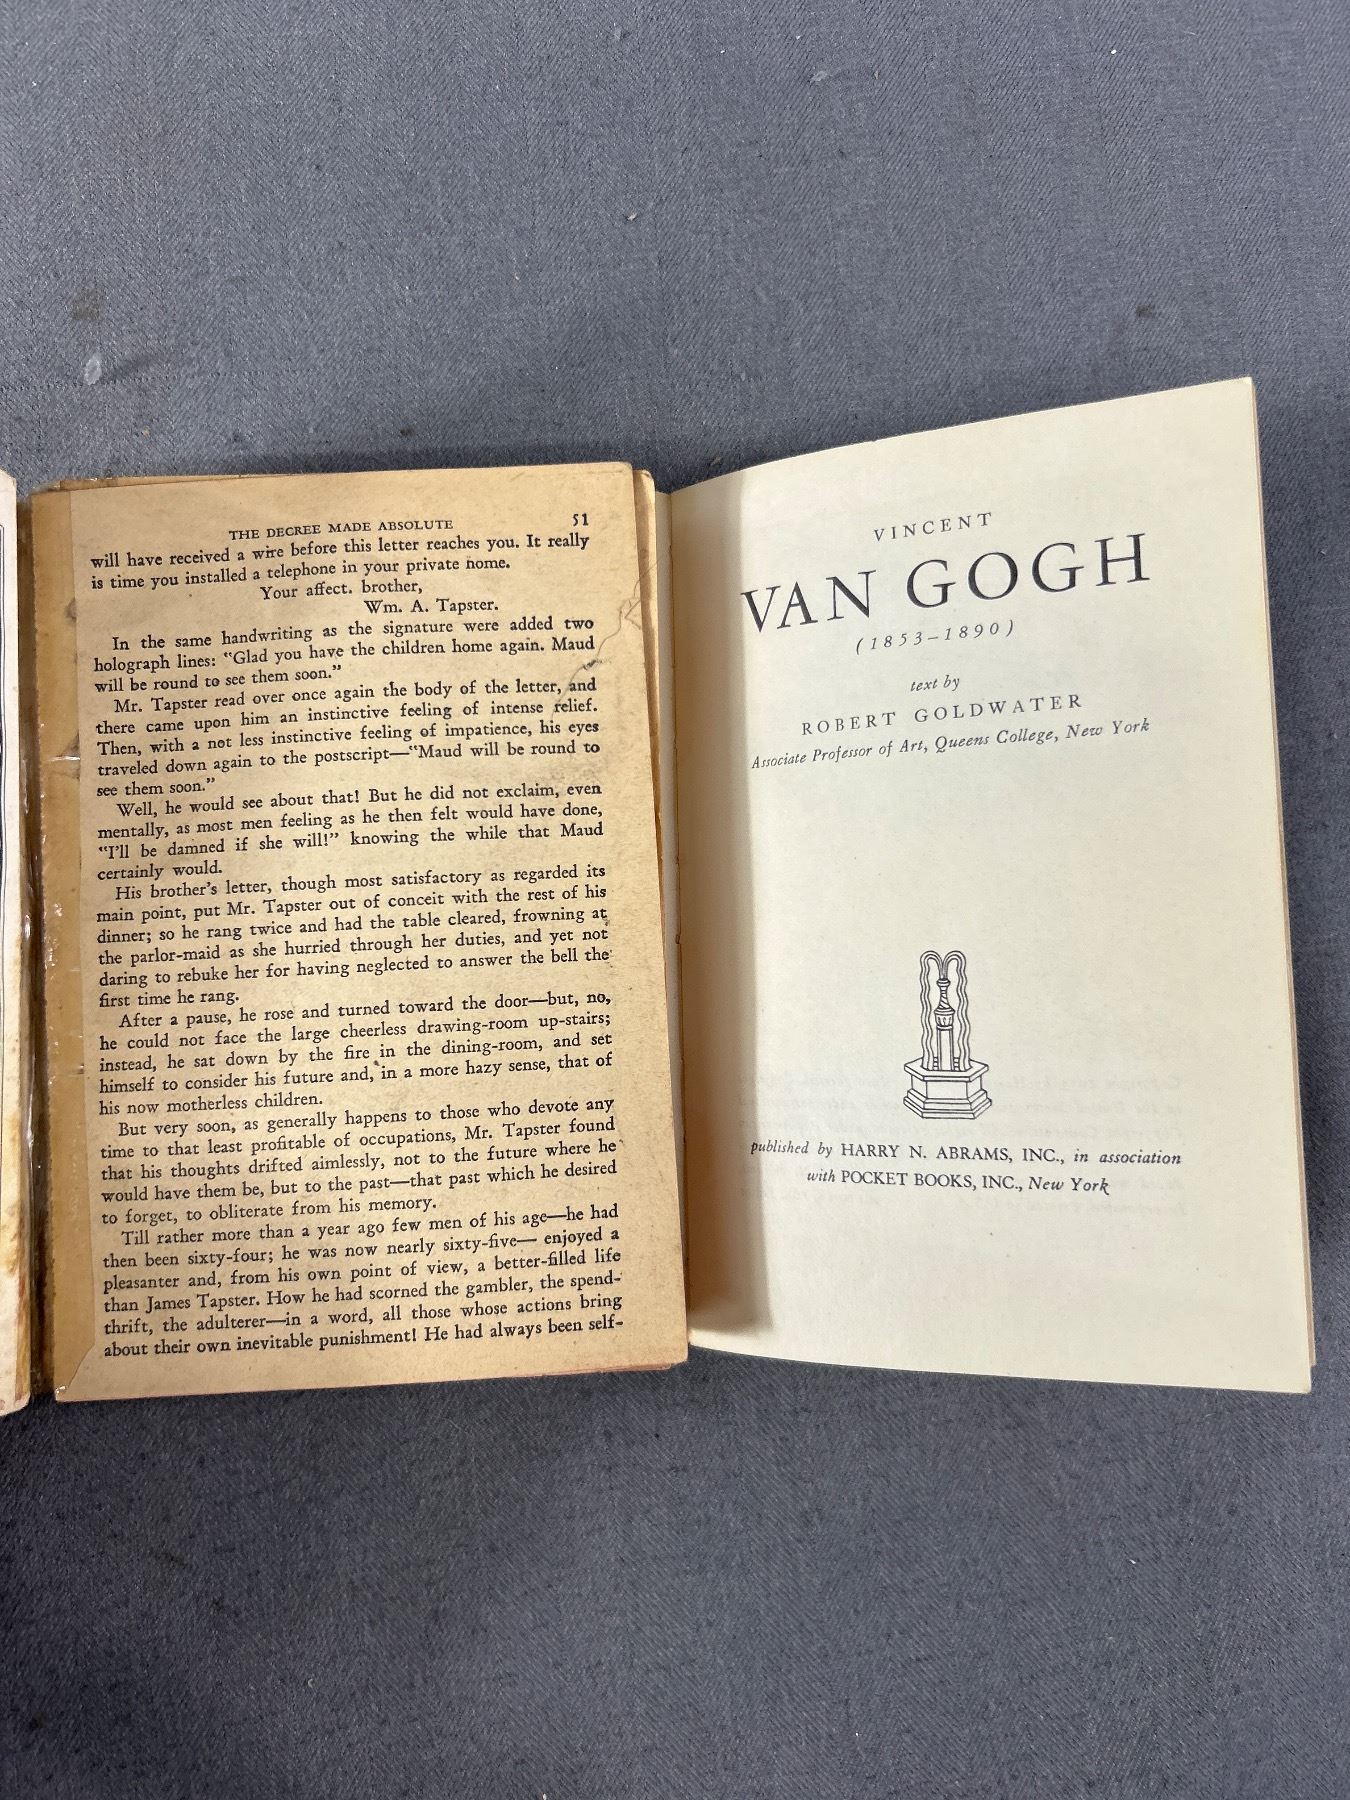 THE DECREE MADE ABSOLUTE 51
will have received a wire before this letter reaches you. It really
is time you installed a telephone in your private home.
Your affect. brother,
Wm. A. Tapster.
In the same handwriting as the signature were added two
holograph lines: "Glad you have the children home again. Maud
will be round to see them soon."
Mr. Tapster read over once again the body of the letter, and
there came upon him an instinctive feeling of intense relief.
Then, with a not less instinctive feeling of impatience, his eyes
traveled down again to the postscript—"Maud will be round to
see them soon."
Well, he would see about that! But he did not exclaim, even
mentally, as most men feeling as he then felt would have done,
"I'll be damned if she will!" knowing the while that Maud
certainly would.
His brother's letter, though most satisfactory as regarded its
main point, put Mr. Tapster out of conceit with the rest of his
dinner; so he rang twice and had the table cleared, frowning at
the parlor-maid as she hurried through her duties, and yet not
daring to rebuke her for having neglected to answer the bell the
first time he rang.
After a pause, he rose and turned toward the door—but, no,
he could not face the large cheerless drawing-room up-stairs;
instead, he sat down by the fire in the dining-room, and set
himself to consider his future and, in a more hazy sense, that of
his now motherless children.
But very soon, as generally happens to those who devote any
time to that least profitable of occupations, Mr. Tapster found
that his thoughts drifted aimlessly, not to the future where he
would have them be, but to the past—that past which he desired
to forget, to obliterate from his memory.
Till rather more than a year ago few men of his age—he had
then been sixty-four; he was now nearly sixty-five— enjoyed a
pleasanter and, from his own point of view, a better-filled life
than James Tapster. How he had scorned the gambler, the spend-
thrift, the adulterer—in a word, all those whose actions bring
about their own inevitable punishment! He had always been self-
VINCENT
VAN GOGH
(1853–1890)
text by
ROBERT GOLDWATER
Associate Professor of Art, Queens College, New York
published by HARRY N. ABRAMS, INC., in association
with POCKET BOOKS, INC., New York